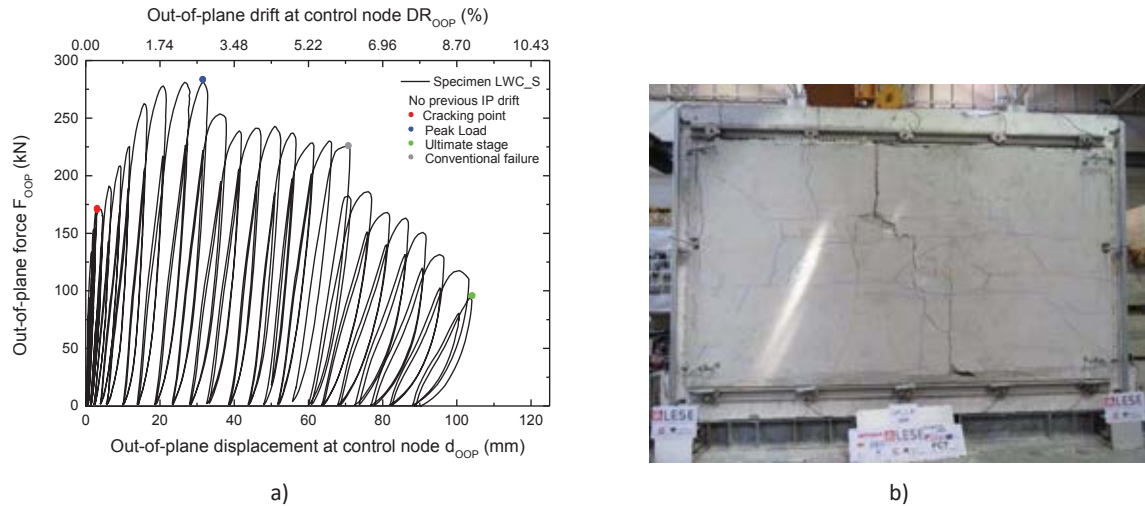 Out-of-plane drift at control node DR_OOP (%)
0.00 1.74 3.48 5.22 6.96 8.70 10.43
300
250
200
150
100
50
0
Out-of-plane force F_OOP (kN)
Specimen LWC_S
No previous IP drift
Cracking point
Peak Load
Ultimate stage
Conventional failure
0 20 40 60 80 100 120
Out-of-plane displacement at control node d_OOP (mm)
a)
LESE
LESE
LESE
FCT
b)